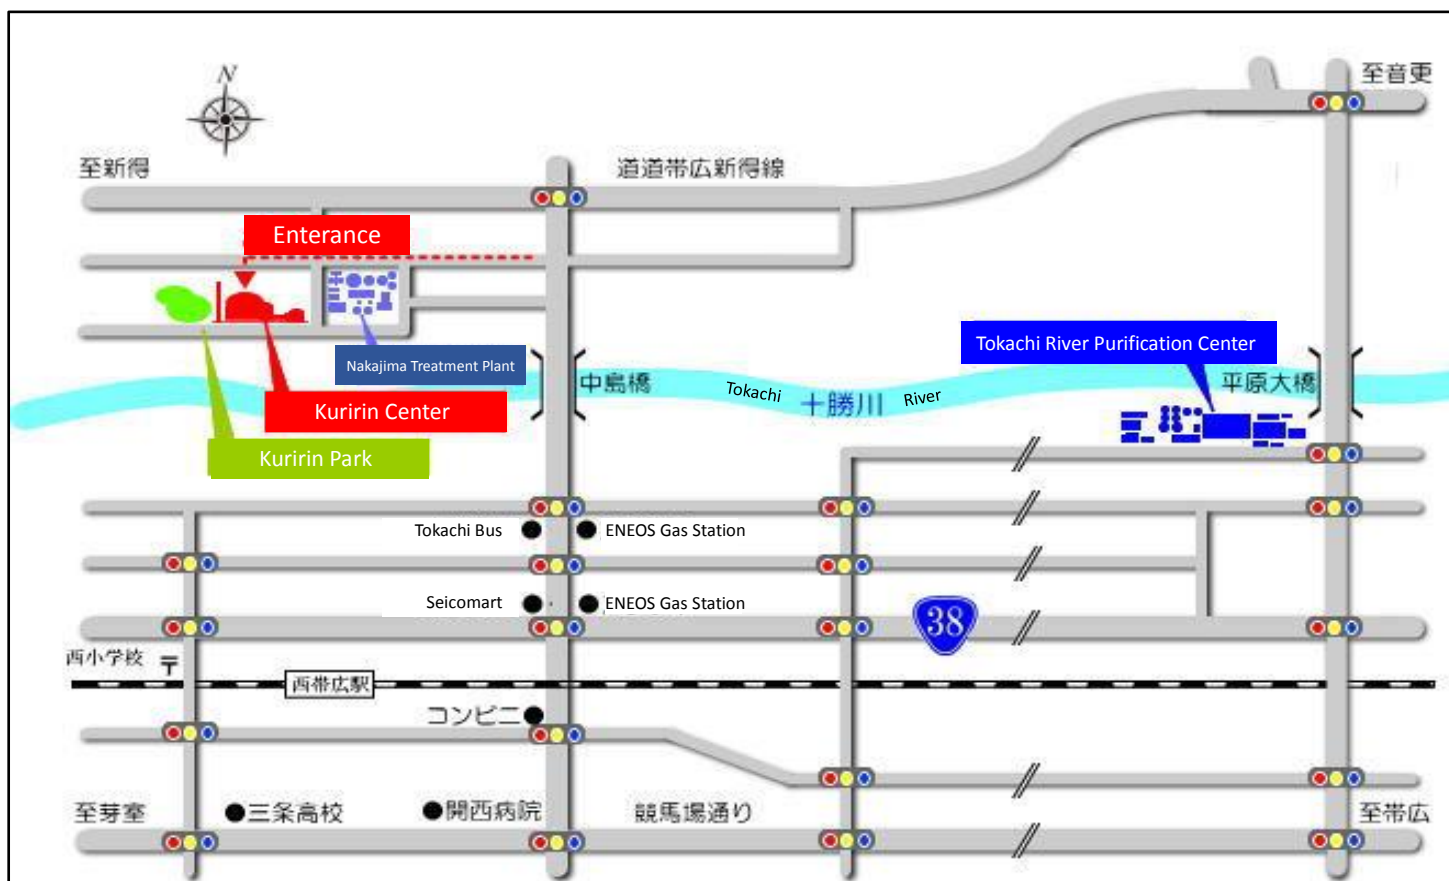 N
至音更
至新得
道道帯広新得線
Enterance
Tokachi River Purification Center
Nakajima Treatment Plant
中島橋
平原大橋
Tokachi 十勝川 River
Kuririn Center
Kuririn Park
Tokachi Bus
ENEOS Gas Station
Seicomart
ENEOS Gas Station
38
西小学校
〒
西帯広駅
コンビニ
至芽室
三条高校
開西病院
競馬場通り
至帯広